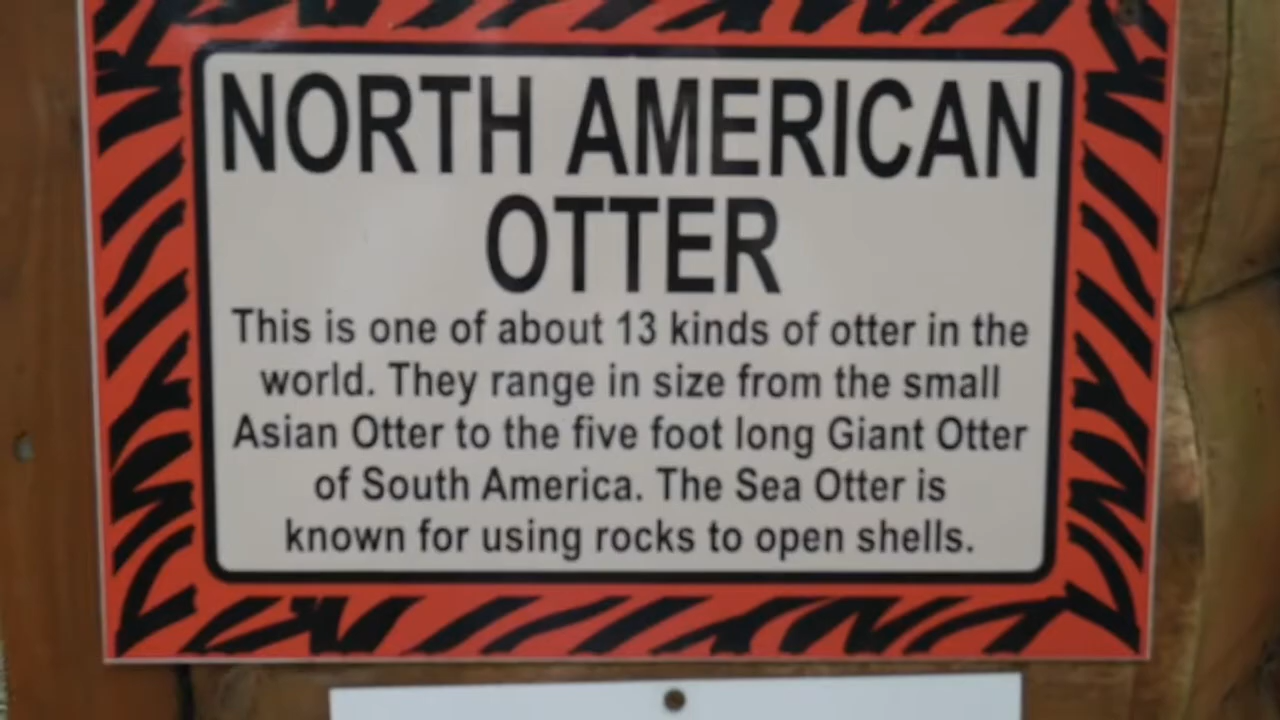 NORTH AMERICAN
OTTER
This is one of about 13 kinds of otter in the
world. They range in size from the small
Asian Otter to the five foot long Giant Otter
of South America. The Sea Otter is
known for using rocks to open shells.